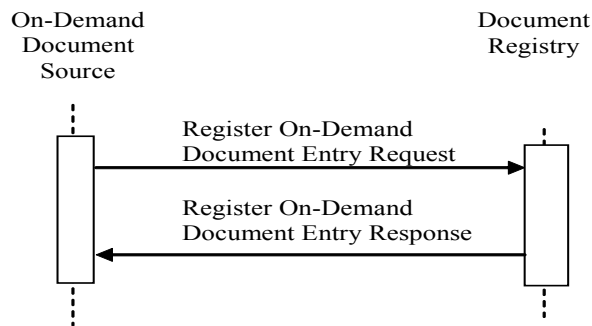 On-Demand
Document
Source
Document
Registry
Register On-Demand
Document Entry Request
Register On-Demand
Document Entry Response